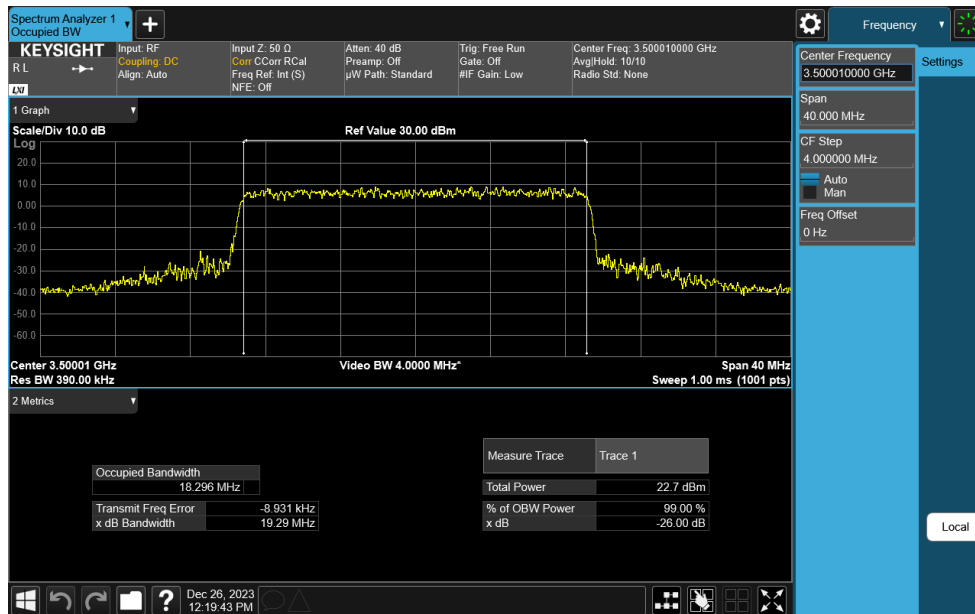 Spectrum Analyzer 1
Occupied BW
Frequency
KEYSIGHT
R L
LXI
Input: RF
Coupling: DC
Align: Auto
Input Z: 50 Ω
Corr CCorr RCal
Freq Ref: Int (S)
NFE: Off
Atten: 40 dB
Preamp: Off
µW Path: Standard
Trig: Free Run
Gate: Off
#IF Gain: Low
Center Freq: 3.500010000 GHz
Avg|Hold: 10/10
Radio Std: None
Center Frequency
3.500010000 GHz
Settings
Span
40.000 MHz
CF Step
4.000000 MHz
Auto
Man
Freq Offset
0 Hz
Local
1 Graph
Scale/Div 10.0 dB
Ref Value 30.00 dBm
Log
20.0
10.0
0.00
-10.0
-20.0
-30.0
-40.0
-50.0
-60.0
Center 3.50001 GHz
Video BW 4.0000 MHz*
Span 40 MHz
Res BW 390.00 kHz
Sweep 1.00 ms (1001 pts)
2 Metrics
Measure Trace
Trace 1
Occupied Bandwidth
18.296 MHz
Total Power
22.7 dBm
Transmit Freq Error
-8.931 kHz
% of OBW Power
99.00 %
x dB Bandwidth
19.29 MHz
x dB
-26.00 dB
?
Dec 26, 2023
12:19:43 PM